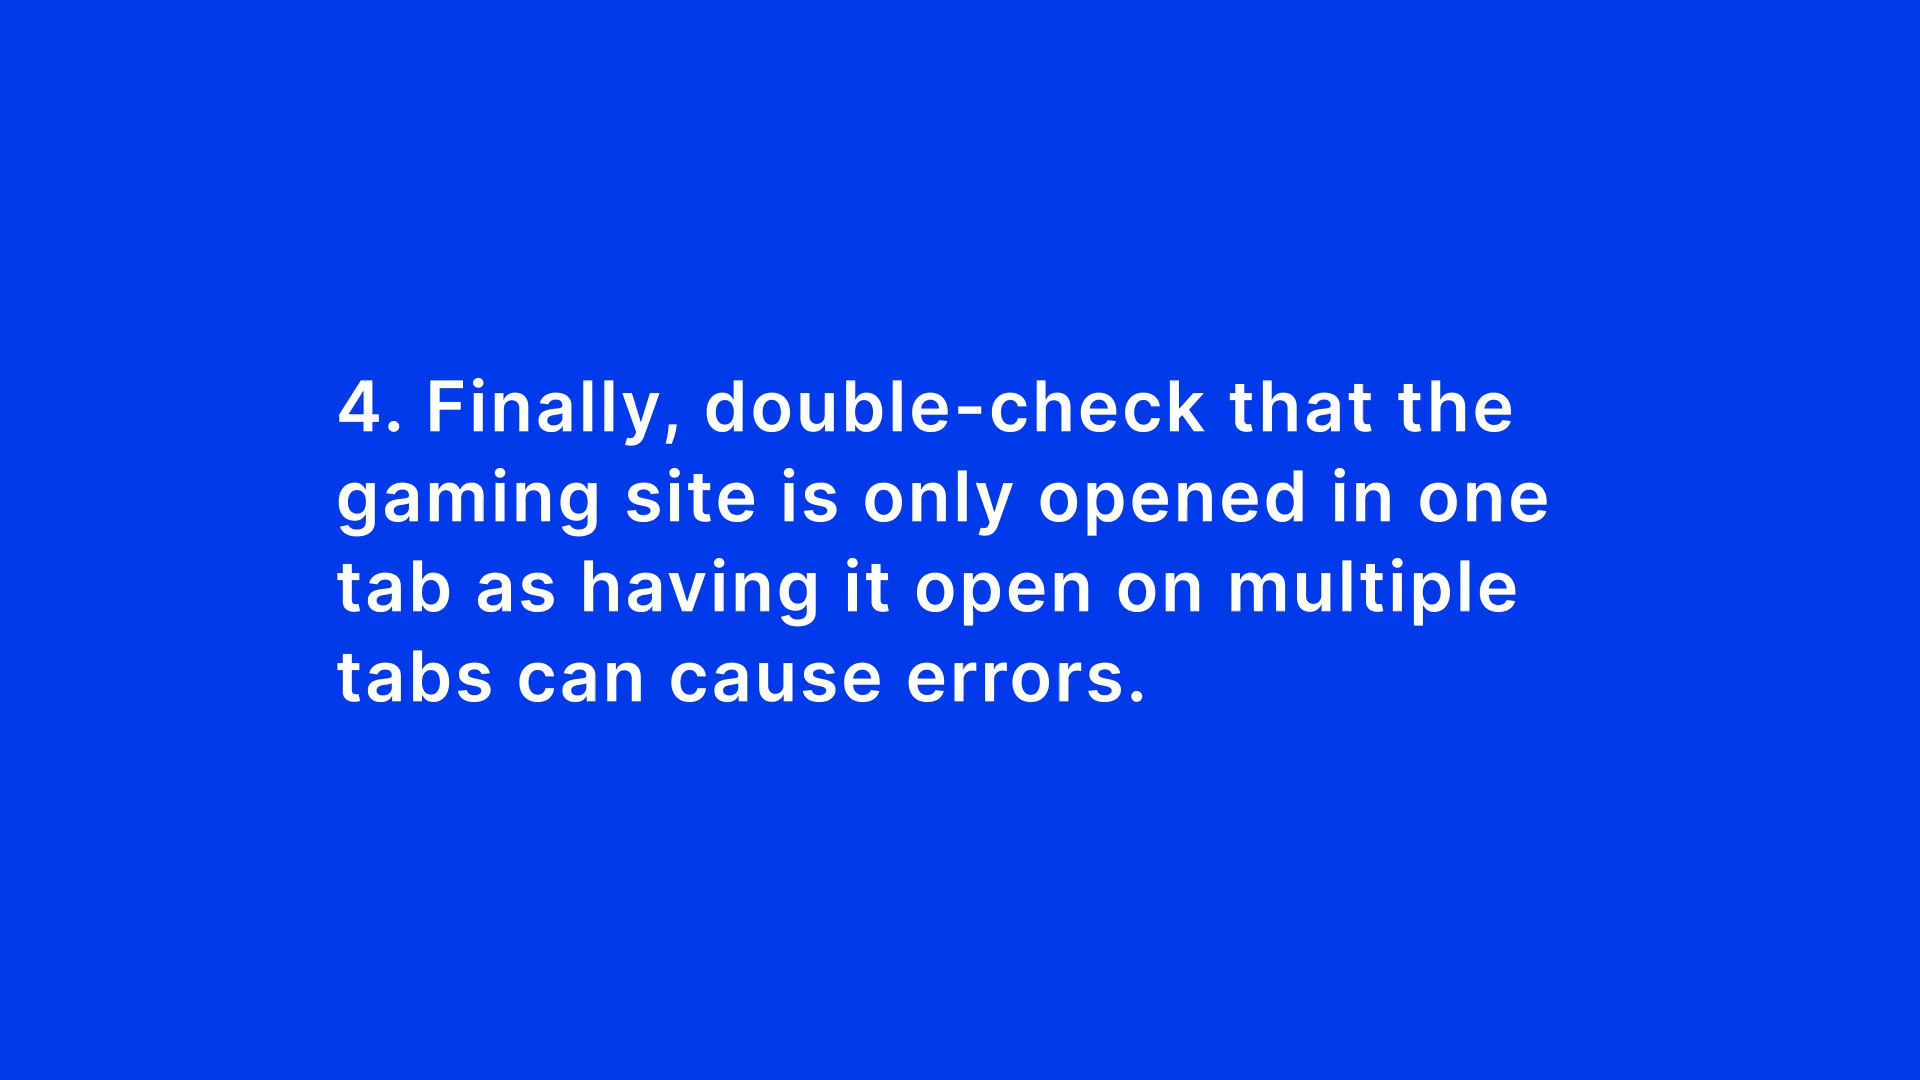 4. Finally, double-check that the
gaming site is only opened in one
tab as having it open on multiple
tabs can cause errors.